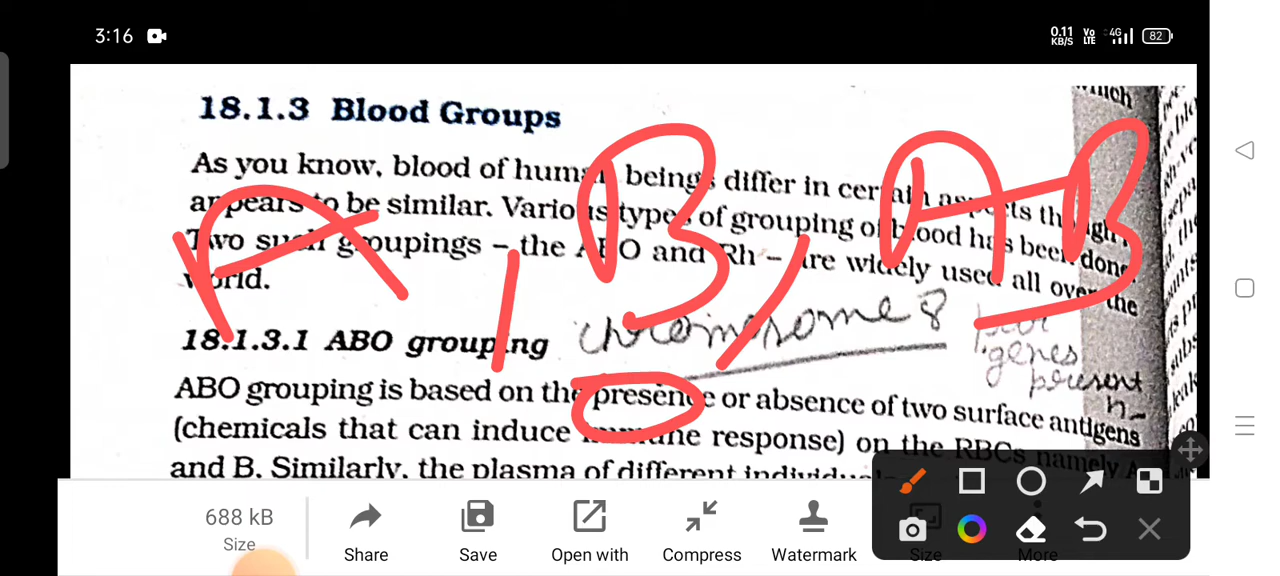 3:16
0.11 KB/S Vo LTE 4G 82
18.1.3 Blood Groups
As you know, blood of human beings differ in certain aspects though
appears to be similar. Various types of grouping of blood has been done.
Two such groupings – the ABO and Rh – are widely used all over the
world.
A, B, AB
18.1.3.1 ABO grouping
chromosome 8
genes
present
ABO grouping is based on the presence or absence of two surface antigens
(chemicals that can induce immune response) on the RBCs namely A
and B. Similarly, the plasma of different
688 kB
Size
Share
Save
Open with
Compress
Watermark
Size
More